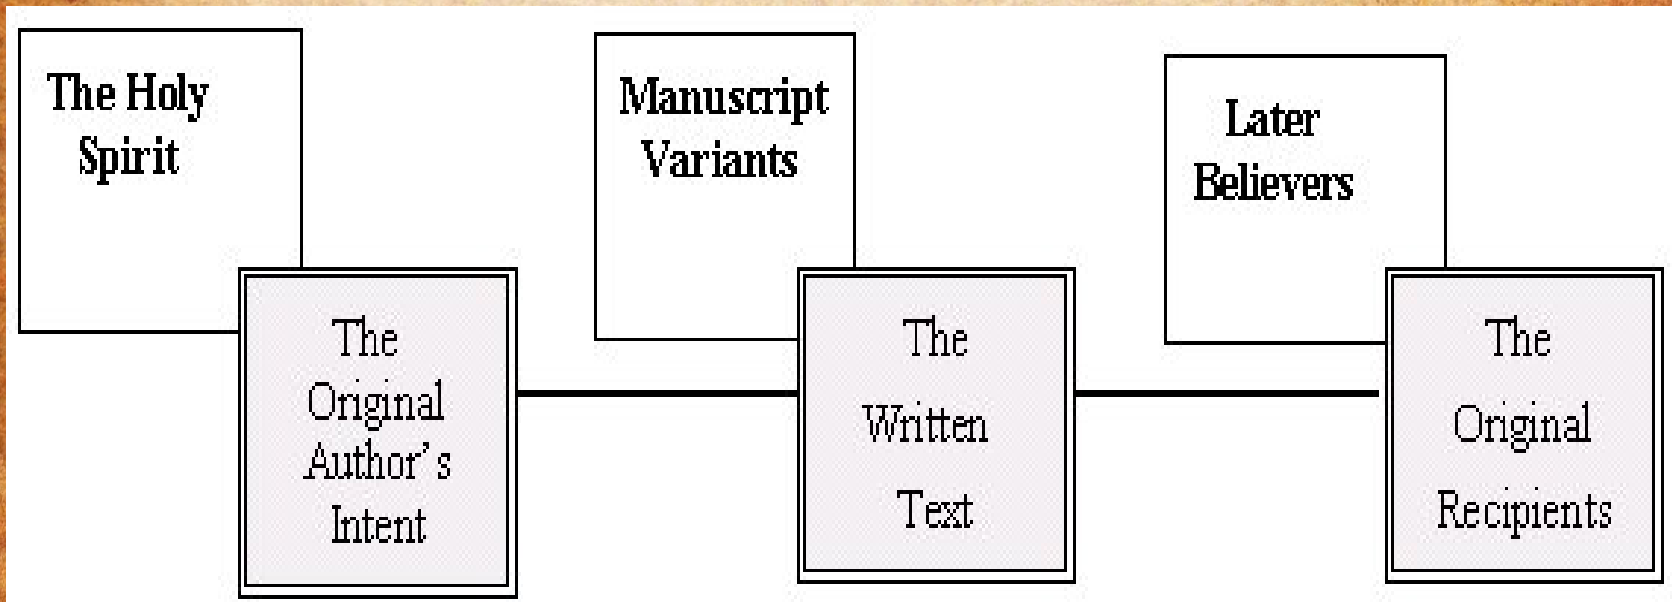 The Holy
Spirit
Manuscript
Variants
Later
Believers
The
Original
Author's
Intent
The
Written
Text
The
Original
Recipients